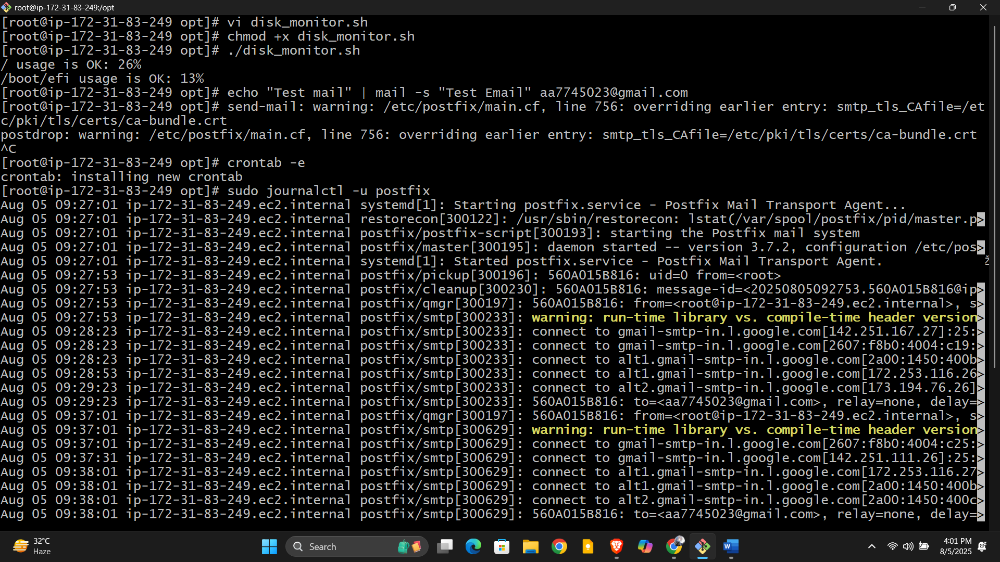 root@ip-172-31-83-249:/opt
[root@ip-172-31-83-249 opt]# vi disk_monitor.sh
[root@ip-172-31-83-249 opt]# chmod +x disk_monitor.sh
[root@ip-172-31-83-249 opt]# ./disk_monitor.sh
/ usage is OK: 26%
/boot/efi usage is OK: 13%
[root@ip-172-31-83-249 opt]# echo "Test mail" | mail -s "Test Email" aa7745023@gmail.com
[root@ip-172-31-83-249 opt]# send-mail: warning: /etc/postfix/main.cf, line 756: overriding earlier entry: smtp_tls_CAfile=/et
c/pki/tls/certs/ca-bundle.crt
postdrop: warning: /etc/postfix/main.cf, line 756: overriding earlier entry: smtp_tls_CAfile=/etc/pki/tls/certs/ca-bundle.crt
^C
[root@ip-172-31-83-249 opt]# crontab -e
crontab: installing new crontab
[root@ip-172-31-83-249 opt]# sudo journalctl -u postfix
Aug 05 09:27:01 ip-172-31-83-249.ec2.internal systemd[1]: Starting postfix.service - Postfix Mail Transport Agent...
Aug 05 09:27:01 ip-172-31-83-249.ec2.internal restorecon[300122]: /usr/sbin/restorecon: lstat(/var/spool/postfix/pid/master.p>
Aug 05 09:27:01 ip-172-31-83-249.ec2.internal postfix/postfix-script[300193]: starting the Postfix mail system
Aug 05 09:27:01 ip-172-31-83-249.ec2.internal postfix/master[300195]: daemon started -- version 3.7.2, configuration /etc/pos>
Aug 05 09:27:01 ip-172-31-83-249.ec2.internal systemd[1]: Started postfix.service - Postfix Mail Transport Agent.
Aug 05 09:27:53 ip-172-31-83-249.ec2.internal postfix/pickup[300196]: 560A015B816: uid=0 from=<root>
Aug 05 09:27:53 ip-172-31-83-249.ec2.internal postfix/cleanup[300230]: 560A015B816: message-id=<20250805092753.560A015B816@ip>
Aug 05 09:27:53 ip-172-31-83-249.ec2.internal postfix/qmgr[300197]: 560A015B816: from=<root@ip-172-31-83-249.ec2.internal>, s>
Aug 05 09:27:53 ip-172-31-83-249.ec2.internal postfix/smtp[300233]: warning: run-time library vs. compile-time header version>
Aug 05 09:28:23 ip-172-31-83-249.ec2.internal postfix/smtp[300233]: connect to gmail-smtp-in.l.google.com[142.251.167.27]:25:>
Aug 05 09:28:23 ip-172-31-83-249.ec2.internal postfix/smtp[300233]: connect to gmail-smtp-in.l.google.com[2607:f8b0:4004:c19:>
Aug 05 09:28:23 ip-172-31-83-249.ec2.internal postfix/smtp[300233]: connect to alt1.gmail-smtp-in.l.google.com[2a00:1450:400b>
Aug 05 09:28:53 ip-172-31-83-249.ec2.internal postfix/smtp[300233]: connect to alt1.gmail-smtp-in.l.google.com[172.253.116.26>
Aug 05 09:29:23 ip-172-31-83-249.ec2.internal postfix/smtp[300233]: connect to alt2.gmail-smtp-in.l.google.com[173.194.76.26]>
Aug 05 09:29:23 ip-172-31-83-249.ec2.internal postfix/smtp[300233]: 560A015B816: to=<aa7745023@gmail.com>, relay=none, delay=>
Aug 05 09:37:01 ip-172-31-83-249.ec2.internal postfix/qmgr[300197]: 560A015B816: from=<root@ip-172-31-83-249.ec2.internal>, s>
Aug 05 09:37:01 ip-172-31-83-249.ec2.internal postfix/smtp[300629]: warning: run-time library vs. compile-time header version>
Aug 05 09:37:01 ip-172-31-83-249.ec2.internal postfix/smtp[300629]: connect to gmail-smtp-in.l.google.com[2607:f8b0:4004:c25:>
Aug 05 09:37:31 ip-172-31-83-249.ec2.internal postfix/smtp[300629]: connect to gmail-smtp-in.l.google.com[142.251.111.26]:25:>
Aug 05 09:38:01 ip-172-31-83-249.ec2.internal postfix/smtp[300629]: connect to alt1.gmail-smtp-in.l.google.com[172.253.116.27>
Aug 05 09:38:01 ip-172-31-83-249.ec2.internal postfix/smtp[300629]: connect to alt1.gmail-smtp-in.l.google.com[2a00:1450:400b>
Aug 05 09:38:01 ip-172-31-83-249.ec2.internal postfix/smtp[300629]: connect to alt2.gmail-smtp-in.l.google.com[2a00:1450:400c>
Aug 05 09:38:01 ip-172-31-83-249.ec2.internal postfix/smtp[300629]: 560A015B816: to=<aa7745023@gmail.com>, relay=none, delay=>
32°C
Haze
Search
4:01 PM
8/5/2025